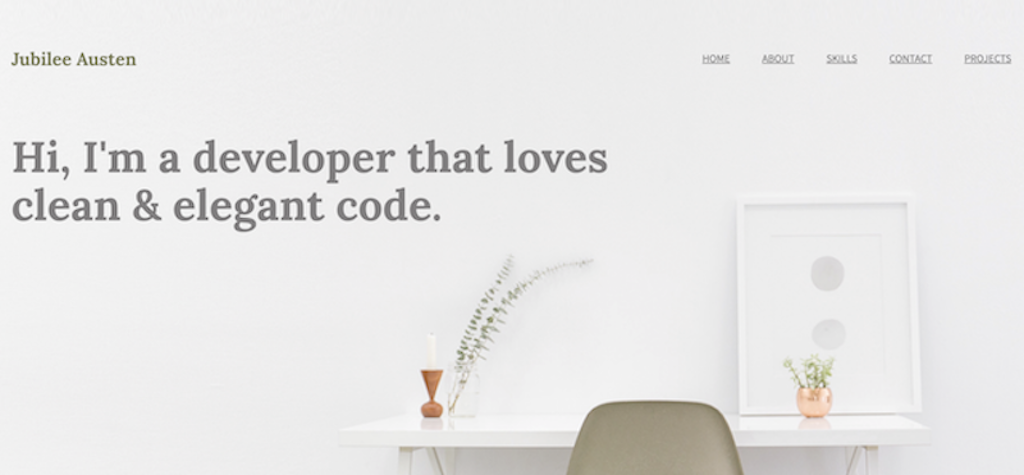 Jubilee Austen
HOME ABOUT SKILLS CONTACT PROJECTS
Hi, I'm a developer that loves
clean & elegant code.